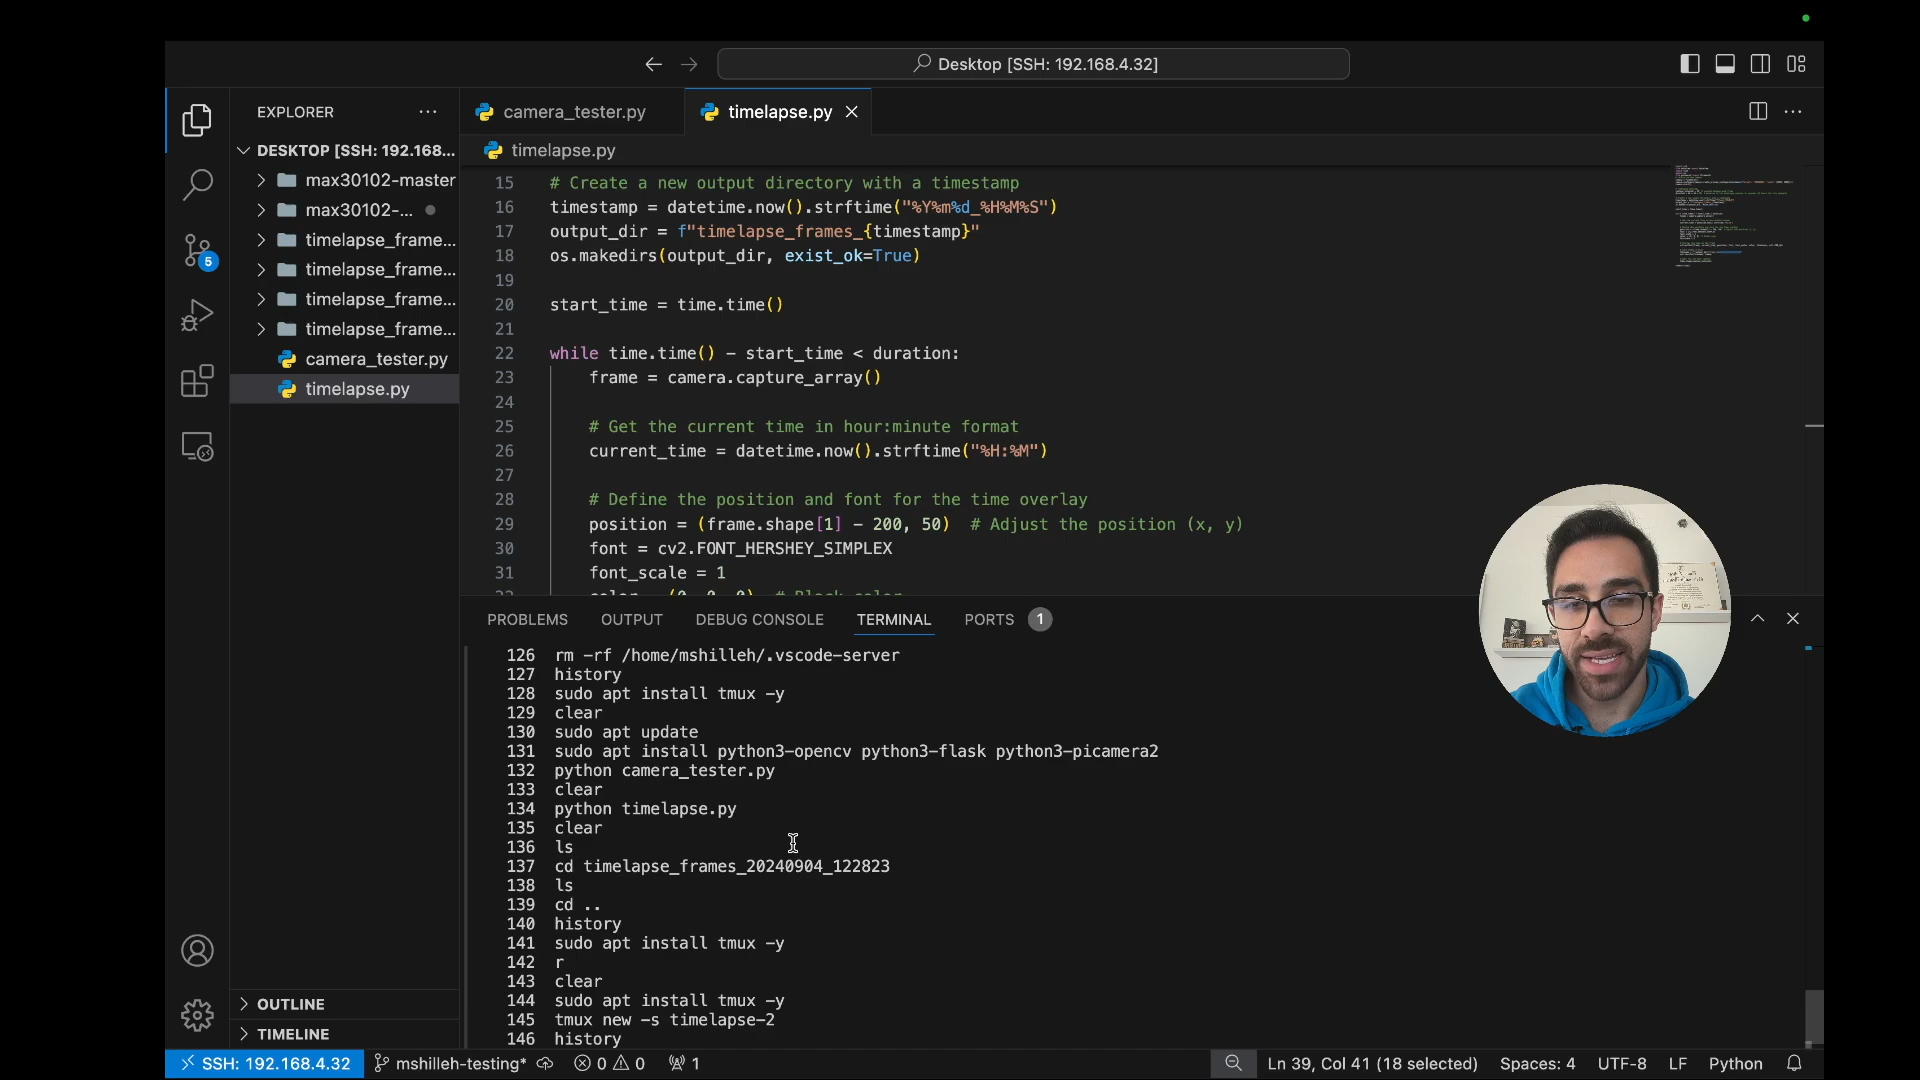 Desktop [SSH: 192.168.4.32]
EXPLORER
camera_tester.py
timelapse.py
DESKTOP [SSH: 192.168...
timelapse.py
max30102-master
max30102-...
timelapse_frame...
timelapse_frame...
timelapse_frame...
timelapse_frame...
camera_tester.py
timelapse.py
5
15 # Create a new output directory with a timestamp
16 timestamp = datetime.now().strftime("%Y%m%d_%H%M%S")
17 output_dir = f"timelapse_frames_{timestamp}"
18 os.makedirs(output_dir, exist_ok=True)
19
20 start_time = time.time()
21
22 while time.time() - start_time < duration:
23 frame = camera.capture_array()
24
25 # Get the current time in hour:minute format
26 current_time = datetime.now().strftime("%H:%M")
27
28 # Define the position and font for the time overlay
29 position = (frame.shape[1] - 200, 50) # Adjust the position (x, y)
30 font = cv2.FONT_HERSHEY_SIMPLEX
31 font_scale = 1
PROBLEMS OUTPUT DEBUG CONSOLE TERMINAL PORTS 1
126 rm -rf /home/mshilleh/.vscode-server
127 history
128 sudo apt install tmux -y
129 clear
130 sudo apt update
131 sudo apt install python3-opencv python3-flask python3-picamera2
132 python camera_tester.py
133 clear
134 python timelapse.py
135 clear
136 ls
137 cd timelapse_frames_20240904_122823
138 ls
139 cd ..
140 history
141 sudo apt install tmux -y
142 r
143 clear
144 sudo apt install tmux -y
145 tmux new -s timelapse-2
146 history
OUTLINE
TIMELINE
SSH: 192.168.4.32 mshilleh-testing* 0 0 1 Ln 39, Col 41 (18 selected) Spaces: 4 UTF-8 LF Python